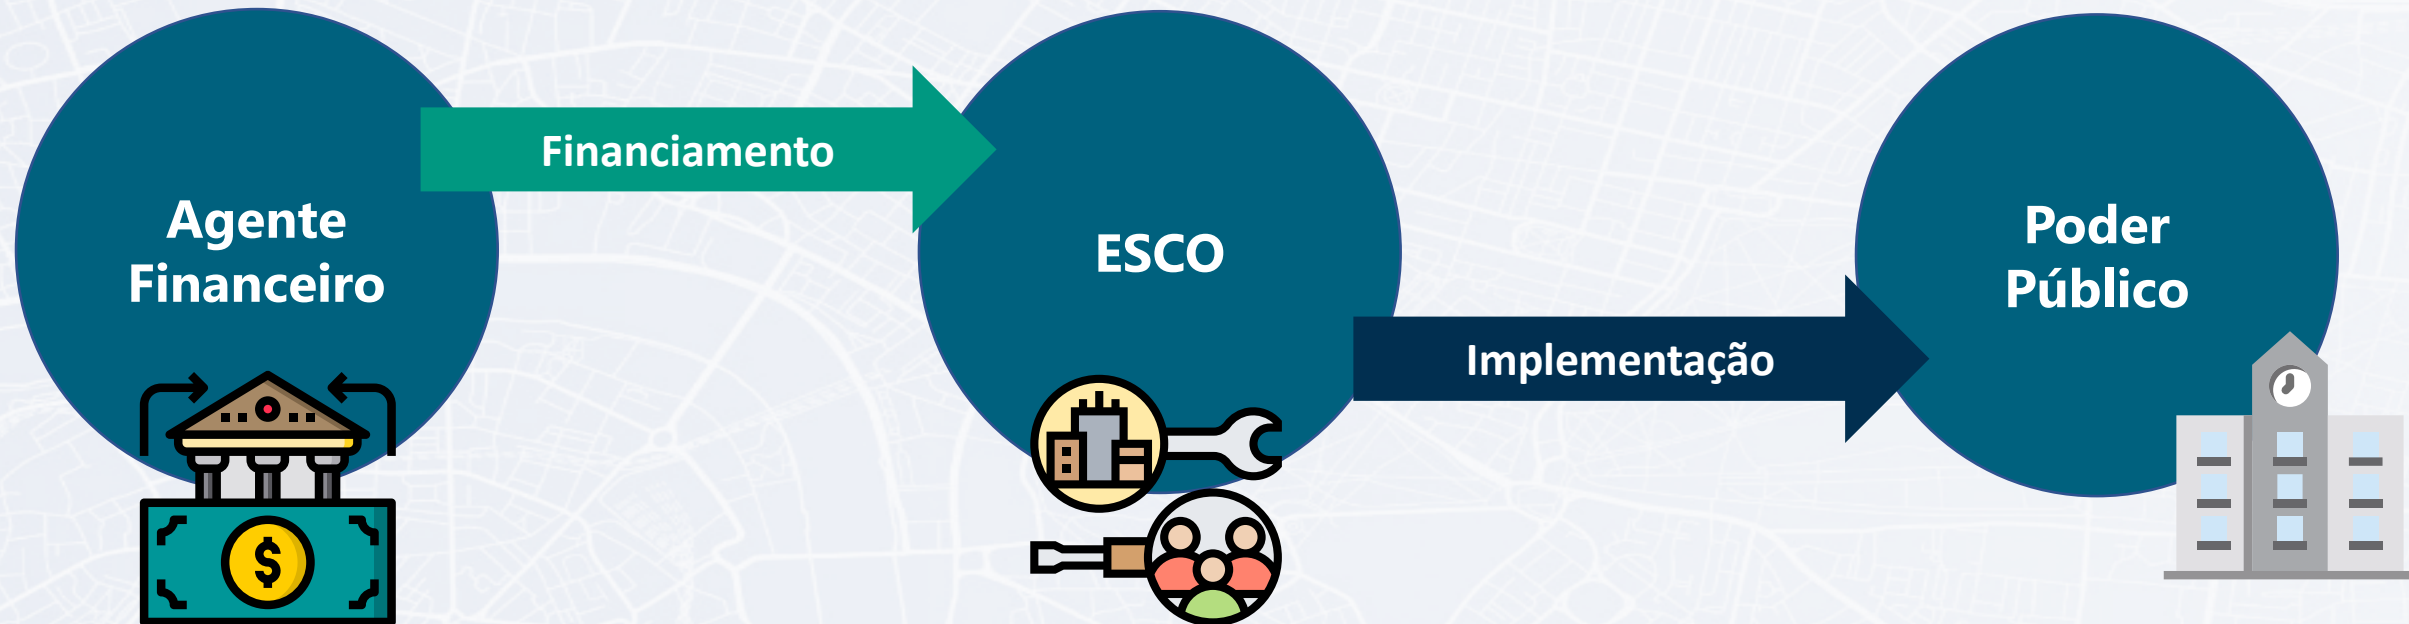 Agente
Financeiro
Financiamento
ESCO
Implementação
Poder
Público
$